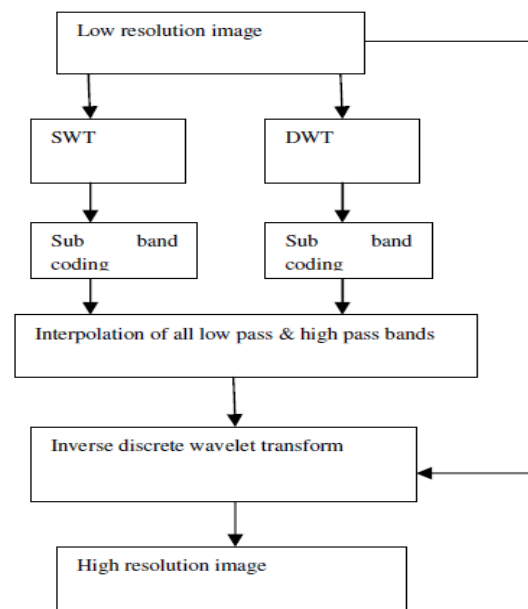 Low resolution image
SWT
DWT
Sub band
coding
Sub band
coding
Interpolation of all low pass & high pass bands
Inverse discrete wavelet transform
High resolution image